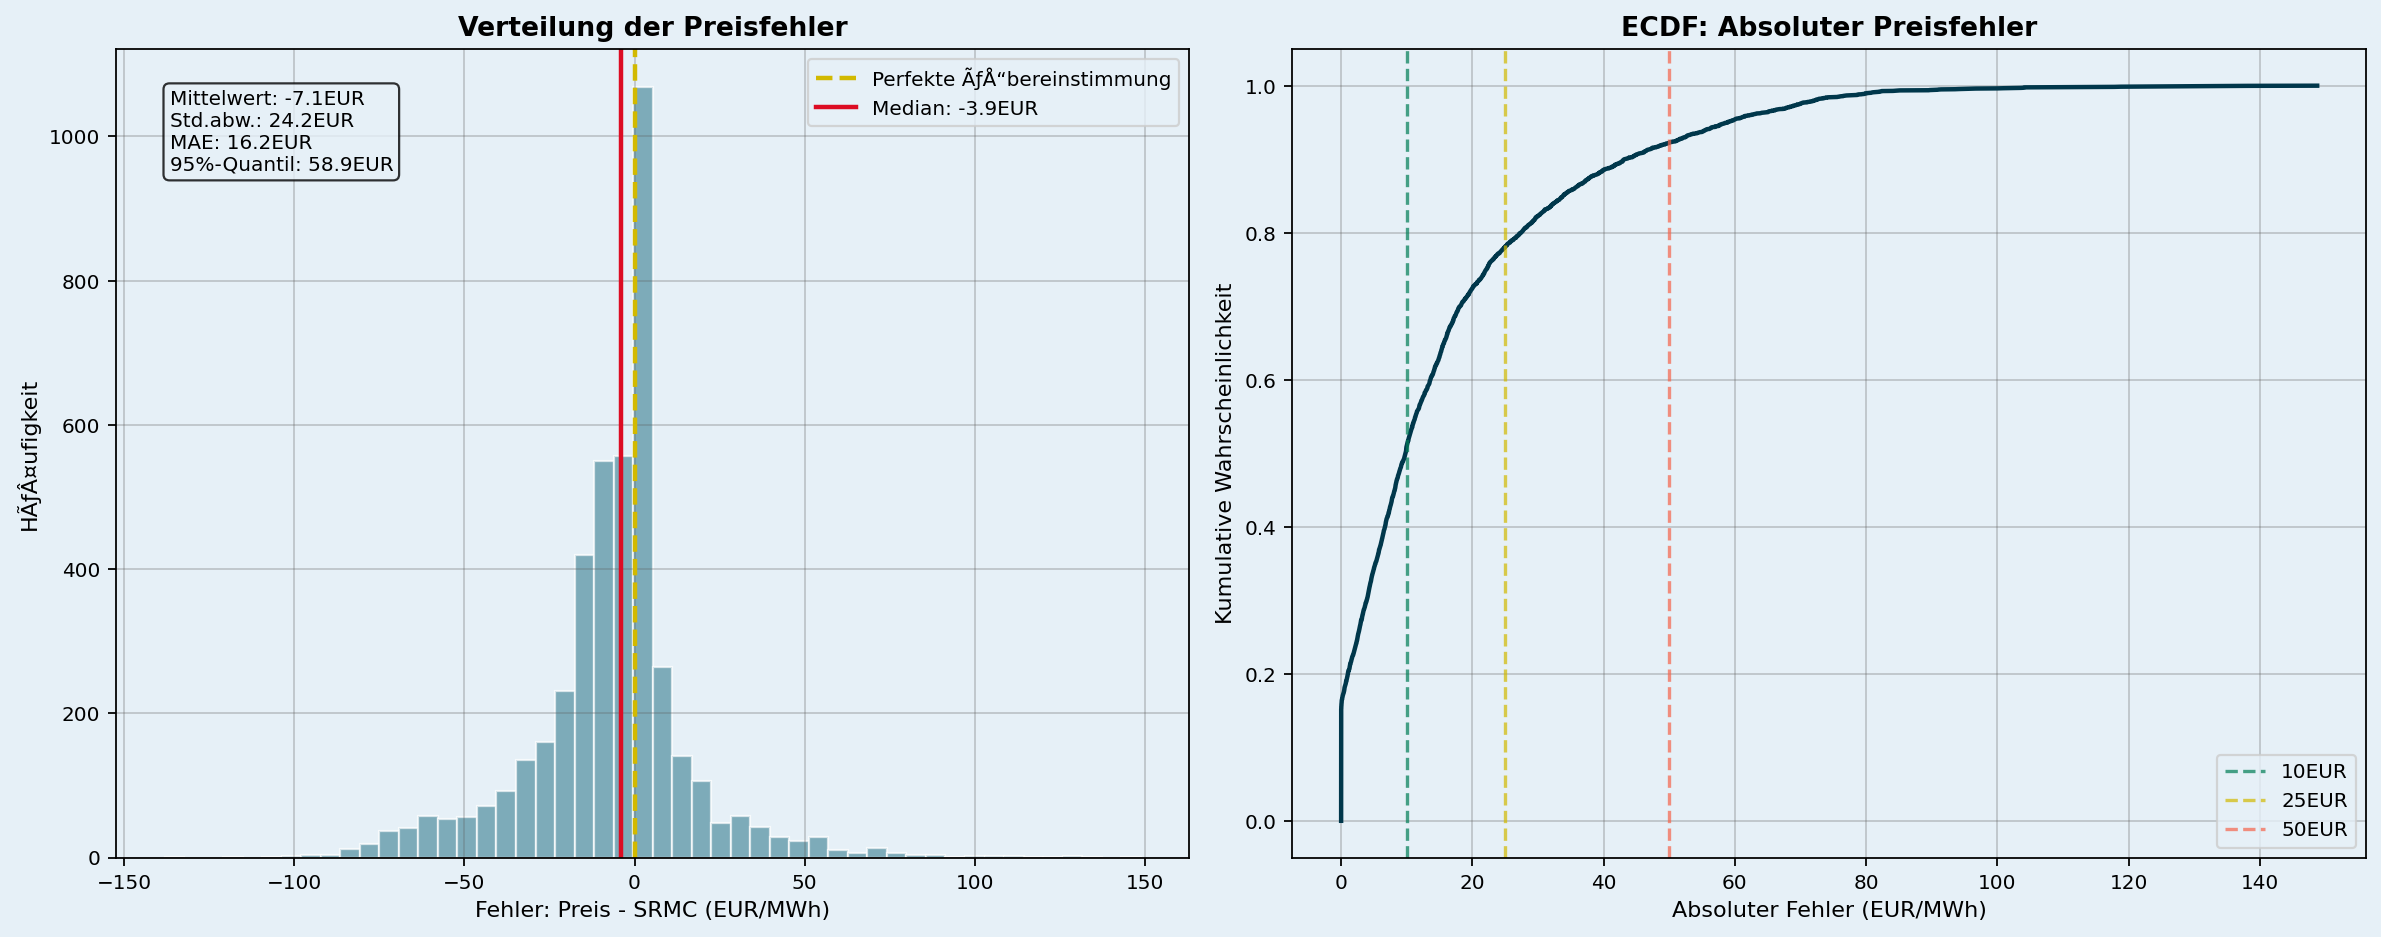 Verteilung der Preisfehler
Mittelwert: -7.1EUR
Std.abw.: 24.2EUR
MAE: 16.2EUR
95%-Quantil: 58.9EUR
Perfekte ÃƒÅ“bereinstimmung
Median: -3.9EUR
HÃƒÂ¤ufigkeit
1000
800
600
400
200
0
−150
−100
−50
0
50
100
150
Fehler: Preis - SRMC (EUR/MWh)
ECDF: Absoluter Preisfehler
Kumulative Wahrscheinlichkeit
1.0
0.8
0.6
0.4
0.2
0.0
10EUR
25EUR
50EUR
0
20
40
60
80
100
120
140
Absoluter Fehler (EUR/MWh)